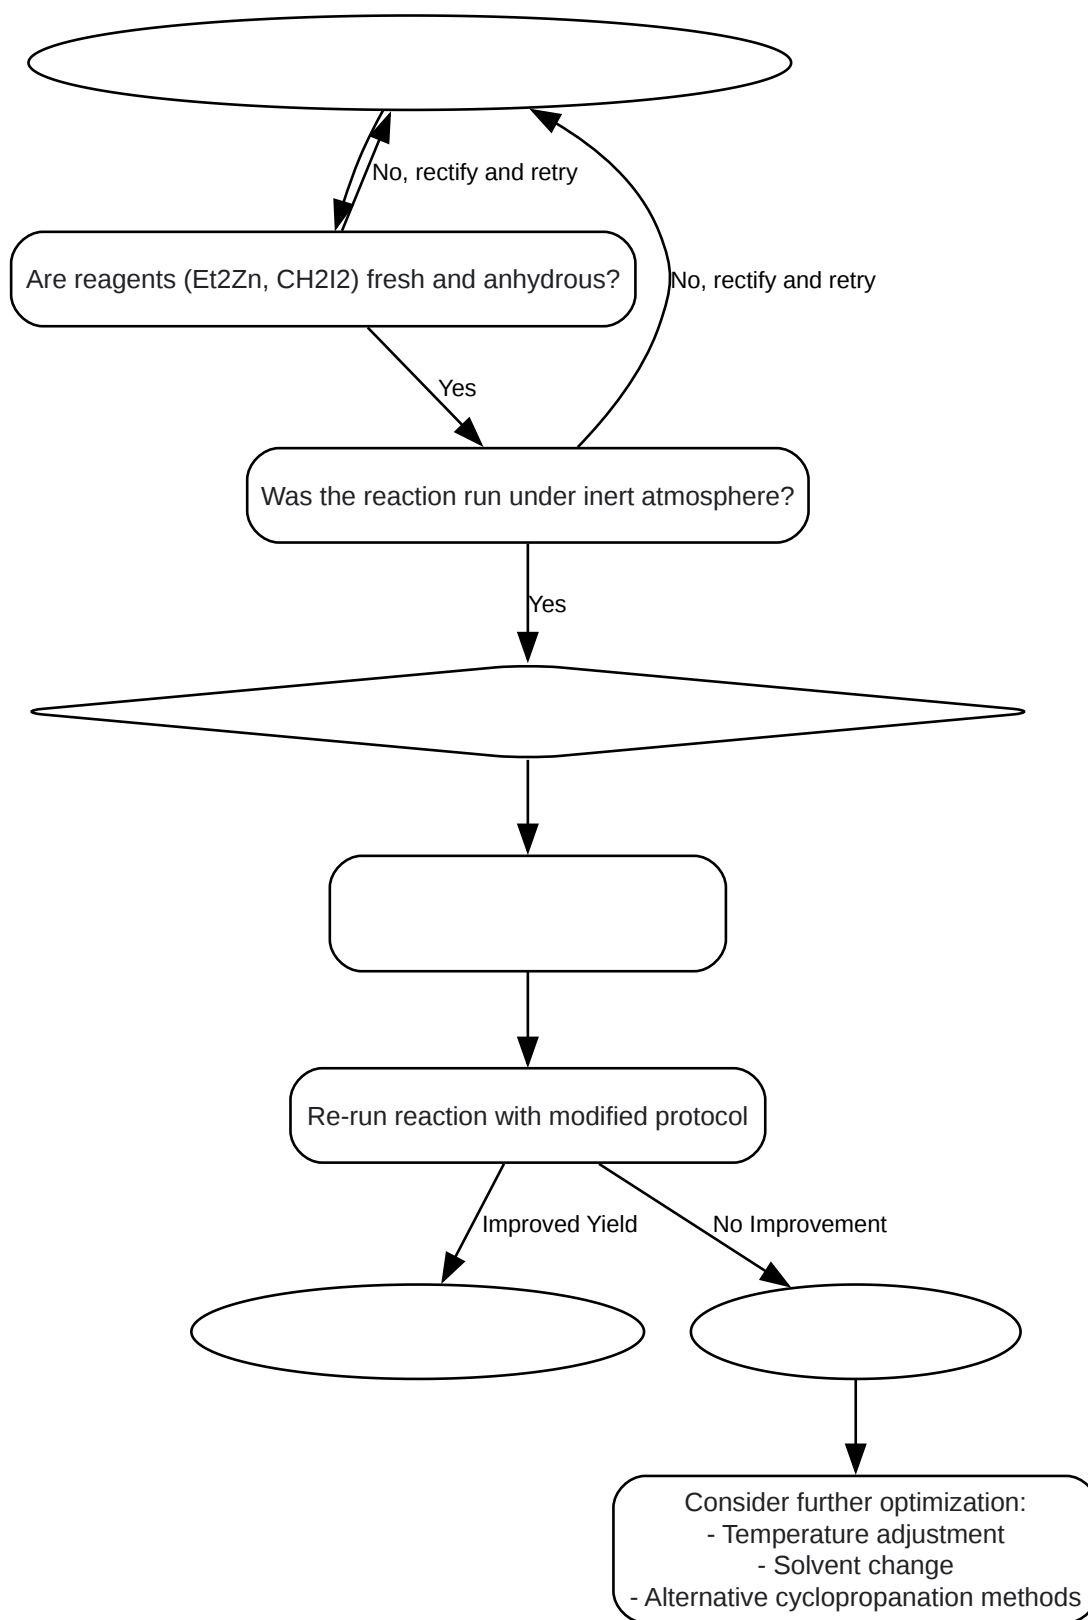 No, rectify and retry
Are reagents (Et2Zn, CH2I2) fresh and anhydrous?
No, rectify and retry
Yes
Was the reaction run under inert atmosphere?
Yes
Re-run reaction with modified protocol
Improved Yield
No Improvement
Consider further optimization:
- Temperature adjustment
- Solvent change
- Alternative cyclopropanation methods